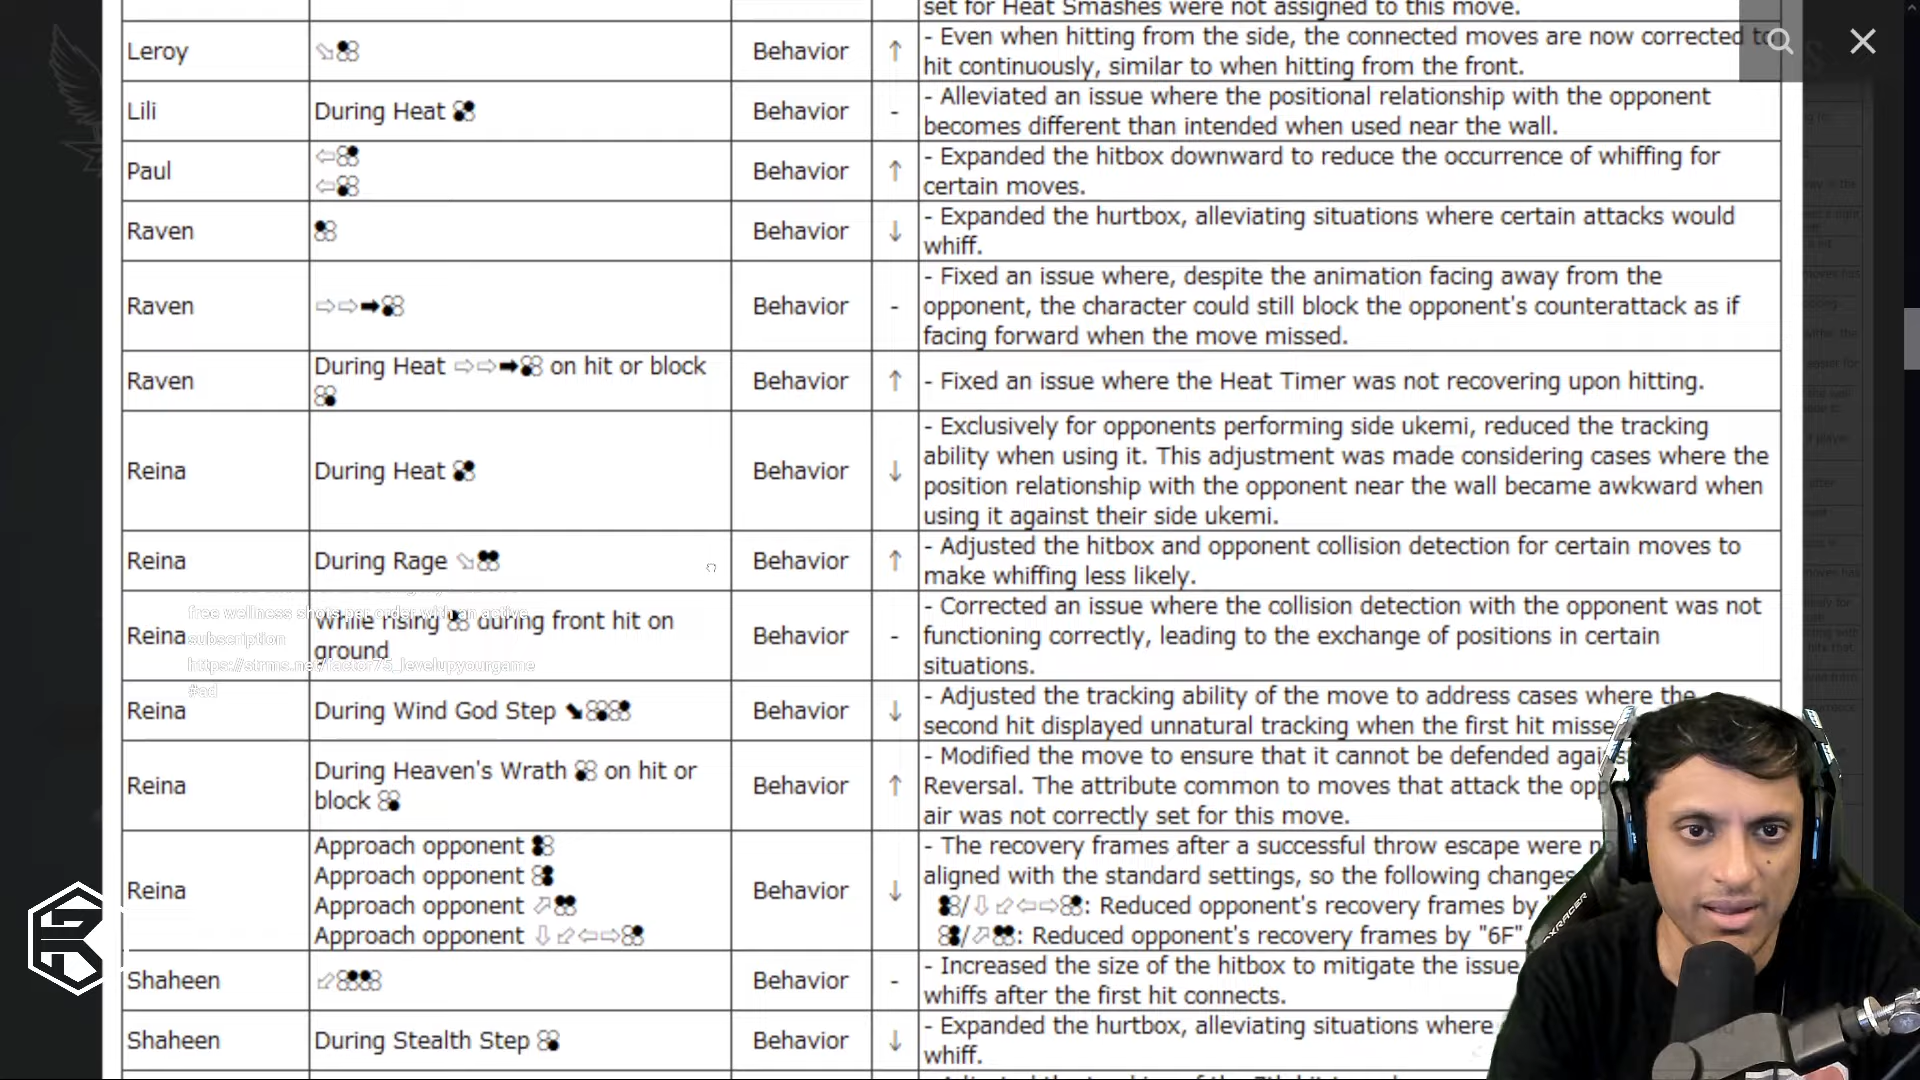 set for Heat Smashes were not assigned to this move.
Leroy
Behavior
↑
- Even when hitting from the side, the connected moves are now corrected to
hit continuously, similar to when hitting from the front.
Lili
During Heat
Behavior
-
- Alleviated an issue where the positional relationship with the opponent
becomes different than intended when used near the wall.
Paul
Behavior
↑
- Expanded the hitbox downward to reduce the occurrence of whiffing for
certain moves.
Raven
Behavior
↓
- Expanded the hurtbox, alleviating situations where certain attacks would
whiff.
Raven
Behavior
-
- Fixed an issue where, despite the animation facing away from the
opponent, the character could still block the opponent's counterattack as if
facing forward when the move missed.
Raven
During Heat ⇨⇨➡ on hit or block
Behavior
↑
- Fixed an issue where the Heat Timer was not recovering upon hitting.
Reina
During Heat
Behavior
↓
- Exclusively for opponents performing side ukemi, reduced the tracking
ability when using it. This adjustment was made considering cases where the
position relationship with the opponent near the wall became awkward when
using it against their side ukemi.
Reina
During Rage
Behavior
↑
- Adjusted the hitbox and opponent collision detection for certain moves to
make whiffing less likely.
free wellness shots per order with an active
subscription
https://strms.net/factor75_levelupyourgame
#ad
Reina
While rising during front hit on
ground
Behavior
-
- Corrected an issue where the collision detection with the opponent was not
functioning correctly, leading to the exchange of positions in certain
situations.
Reina
During Wind God Step
Behavior
↓
- Adjusted the tracking ability of the move to address cases where the
second hit displayed unnatural tracking when the first hit
Reina
During Heaven's Wrath on hit or
block
Behavior
↑
- Modified the move to ensure that it cannot be defended
Reversal. The attribute common to moves that attack the
air was not correctly set for this move.
Reina
Approach opponent
Approach opponent
Approach opponent
Approach opponent
Behavior
↓
- The recovery frames after a successful throw escape were
aligned with the standard settings, so the following changes
: Reduced opponent's recovery frames by
: Reduced opponent's recovery frames by "6F"
Shaheen
Behavior
-
- Increased the size of the hitbox to mitigate the issue
whiffs after the first hit connects.
Shaheen
During Stealth Step
Behavior
↓
- Expanded the hurtbox, alleviating situations where
whiff.